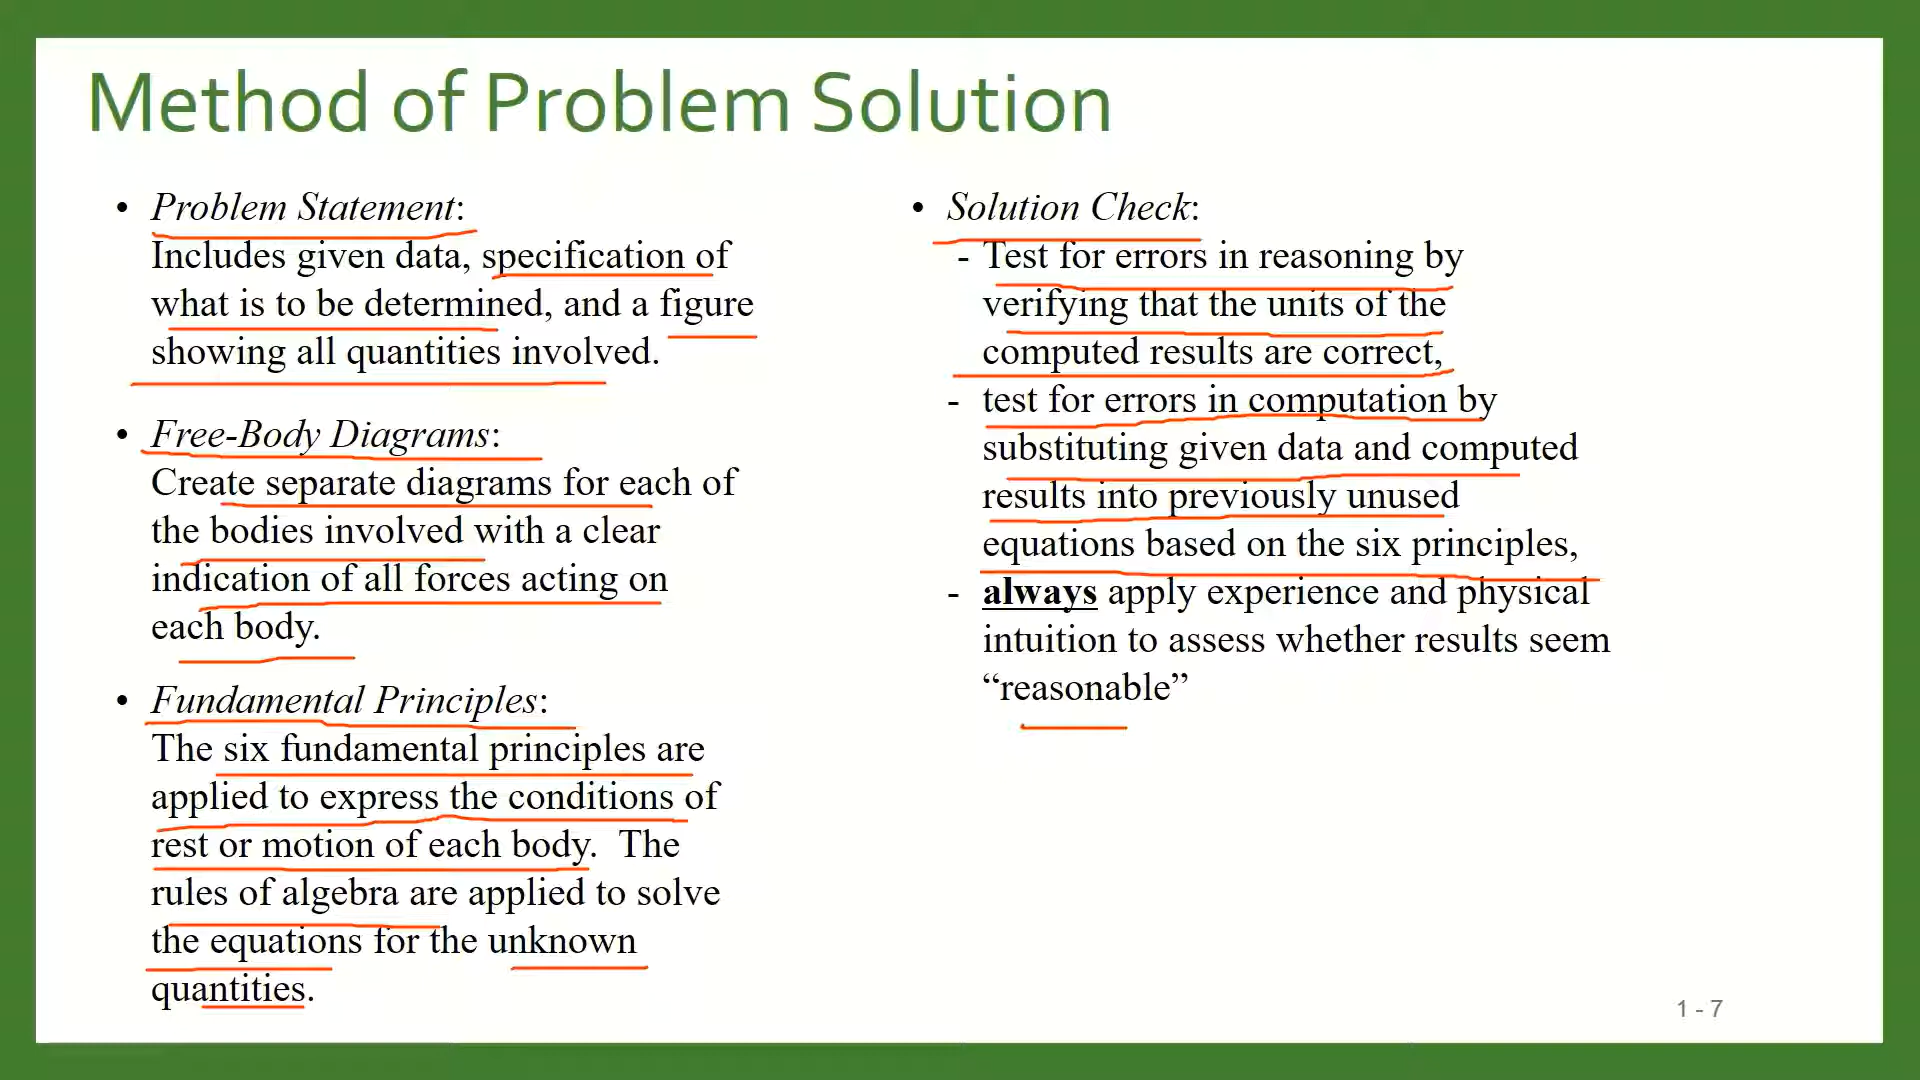 Method of Problem Solution
• Problem Statement:
Includes given data, specification of
what is to be determined, and a figure
showing all quantities involved.
• Free-Body Diagrams:
Create separate diagrams for each of
the bodies involved with a clear
indication of all forces acting on
each body.
• Fundamental Principles:
The six fundamental principles are
applied to express the conditions of
rest or motion of each body.  The
rules of algebra are applied to solve
the equations for the unknown
quantities.
• Solution Check:
- Test for errors in reasoning by
verifying that the units of the
computed results are correct,
- test for errors in computation by
substituting given data and computed
results into previously unused
equations based on the six principles,
- always apply experience and physical
intuition to assess whether results seem
“reasonable”
1 - 7